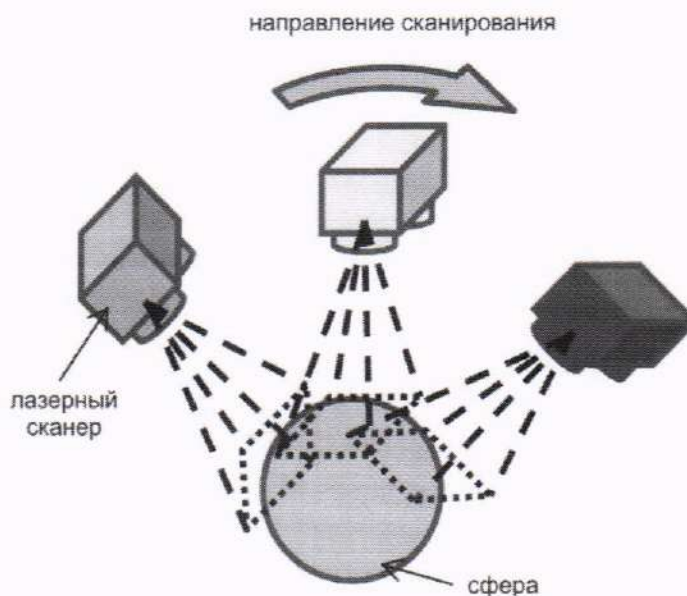 направление сканирования
лазерный
сканер
сфера